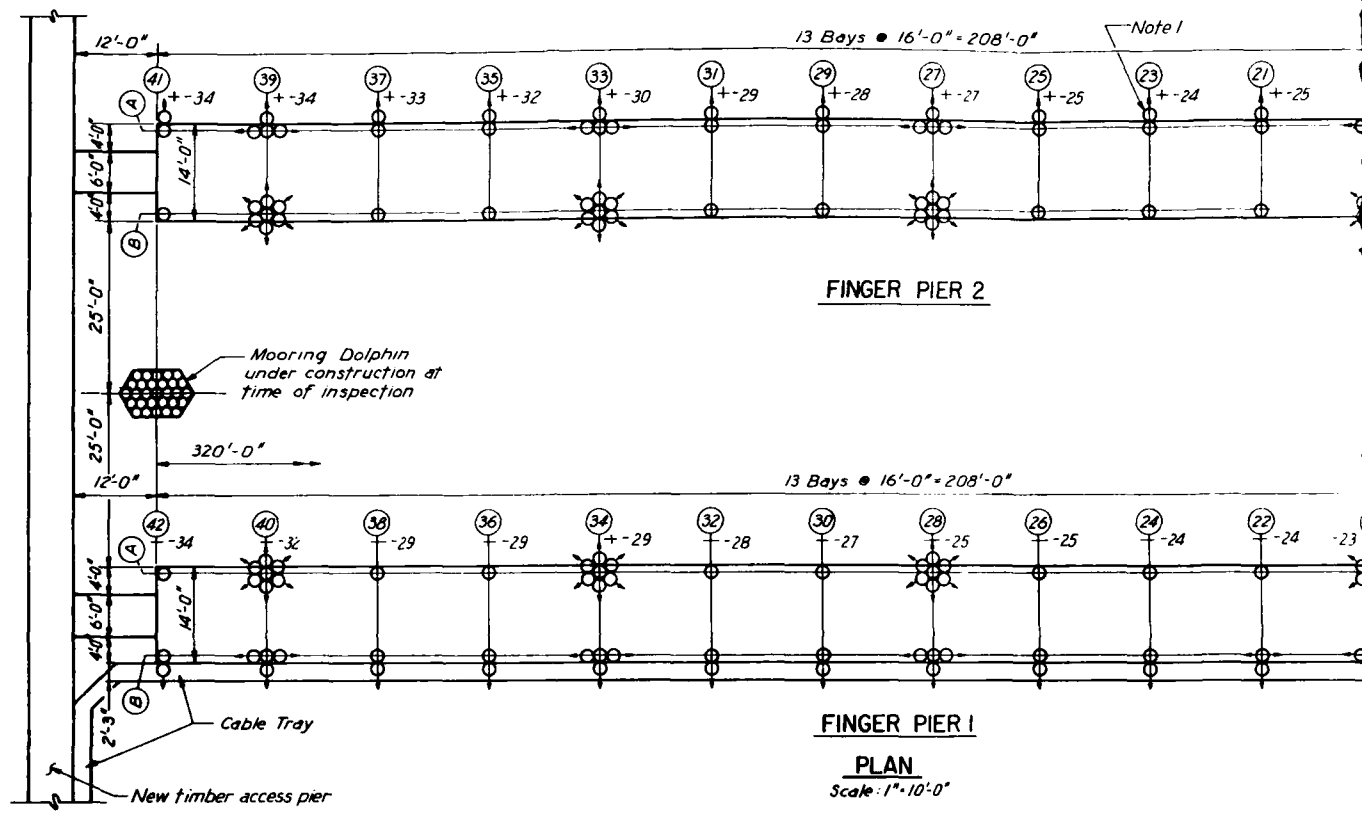 12'-0"
13 Bays @ 16'-0" = 208'-0"
Note 1
41 39 37 35 33 31 29 27 25 23 21
+-34 +-34 +-33 +-32 +-30 +-29 +-28 +-27 +-25 +-24 +-25
A
4'-0"
6'-0"
4'-0"
14'-0"
B
25'-0"
FINGER PIER 2
Mooring Dolphin
under construction at
time of inspection
25'-0"
320'-0"
12'-0"
13 Bays @ 16'-0" = 208'-0"
42 40 38 36 34 32 30 28 26 24 22
-34 -32 -29 -29 +-29 -28 -27 -25 -25 -24 -24 -23
A
4'-0"
6'-0"
4'-0"
14'-0"
B
2'-3"
Cable Tray
FINGER PIER 1
PLAN
Scale: 1"=10'-0"
New timber access pier